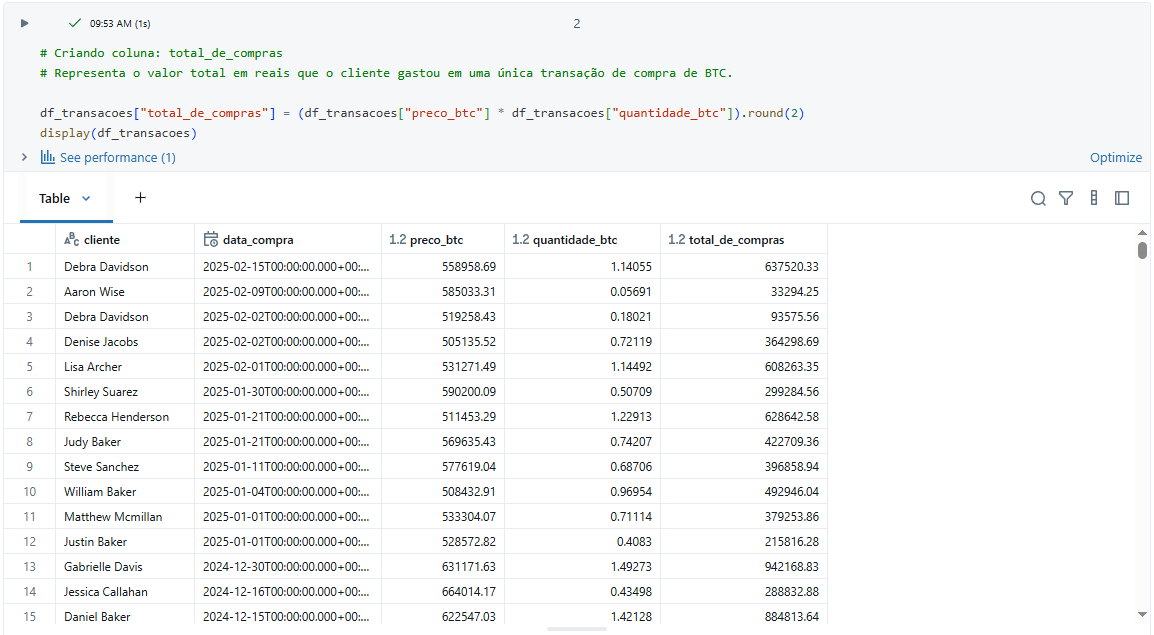 09:53 AM (1s)
2
# Criando coluna: total_de_compras
# Representa o valor total em reais que o cliente gastou em uma única transação de compra de BTC.
df_transacoes["total_de_compras"] = (df_transacoes["preco_btc"] * df_transacoes["quantidade_btc"]).round(2)
display(df_transacoes)
See performance (1) Optimize
Table +
ABC cliente data_compra 1.2 preco_btc 1.2 quantidade_btc 1.2 total_de_compras
1 Debra Davidson 2025-02-15T00:00:00.000+00:... 558958.69 1.14055 637520.33
2 Aaron Wise 2025-02-09T00:00:00.000+00:... 585033.31 0.05691 33294.25
3 Debra Davidson 2025-02-02T00:00:00.000+00:... 519258.43 0.18021 93575.56
4 Denise Jacobs 2025-02-02T00:00:00.000+00:... 505135.52 0.72119 364298.69
5 Lisa Archer 2025-02-01T00:00:00.000+00:... 531271.49 1.14492 608263.35
6 Shirley Suarez 2025-01-30T00:00:00.000+00:... 590200.09 0.50709 299284.56
7 Rebecca Henderson 2025-01-21T00:00:00.000+00:... 511453.29 1.22913 628642.58
8 Judy Baker 2025-01-21T00:00:00.000+00:... 569635.43 0.74207 422709.36
9 Steve Sanchez 2025-01-11T00:00:00.000+00:... 577619.04 0.68706 396858.94
10 William Baker 2025-01-04T00:00:00.000+00:... 508432.91 0.96954 492946.04
11 Matthew Mcmillan 2025-01-01T00:00:00.000+00:... 533304.07 0.71114 379253.86
12 Justin Baker 2025-01-01T00:00:00.000+00:... 528572.82 0.4083 215816.28
13 Gabrielle Davis 2024-12-30T00:00:00.000+00:... 631171.63 1.49273 942168.83
14 Jessica Callahan 2024-12-16T00:00:00.000+00:... 664014.17 0.43498 288832.88
15 Daniel Baker 2024-12-15T00:00:00.000+00:... 622547.03 1.42128 884813.64